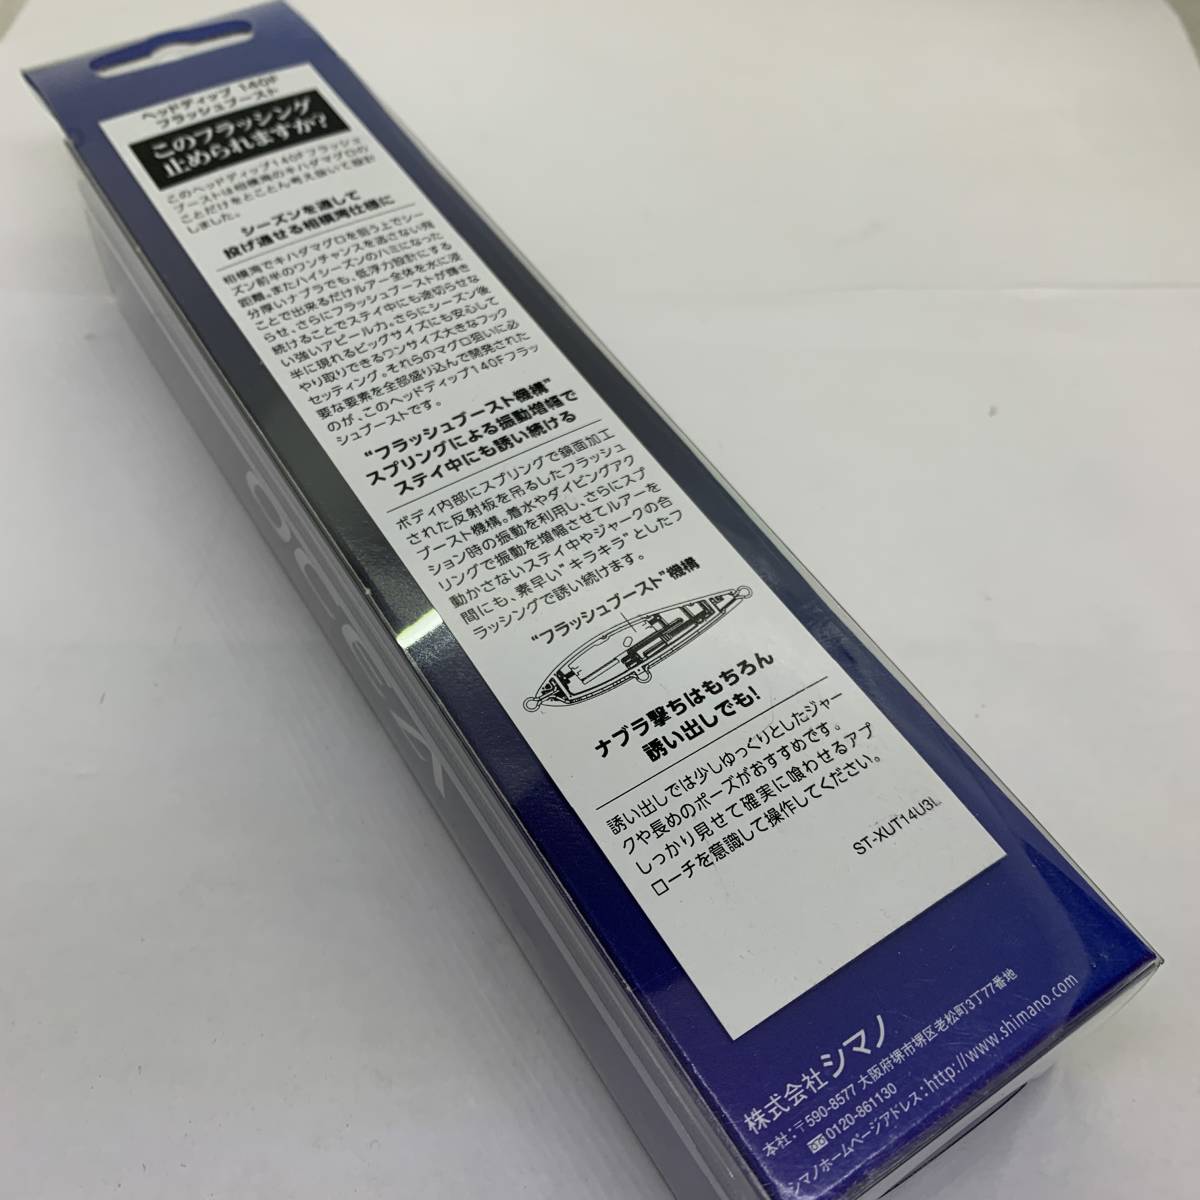 ヘッドディップ 140F
フラッシュブースト
このフラッシング
止められますか?
このヘッドディップ140Fフラッシュ
ブーストは相模湾のキハダマグロの
ことだけをとことん考え抜いて設計
しました。
シーズンを通して
投げ通せる相模湾仕様に
相模湾でキハダマグロを狙う上でシー
ズン前半のワンチャンスを逃さない飛
距離。またハイシーズンのハミになった
分厚いナブラでも、低浮力設計にする
ことで出来るだけルアー全体を水に浸
らせ、さらにフラッシュブーストが輝き
続けることでステイ中にも途切らせな
い強いアピール力。さらにシーズン後
半に現れるビッグサイズにも安心して
やり取りできるワンサイズ大きなフック
セッティング。それらのマグロ狙いに必
要な要素を全部盛り込んで開発された
のが、このヘッドディップ140Fフラッ
シュブーストです。
“フラッシュブースト機構”
スプリングによる振動増幅で
ステイ中にも誘い続ける
ボディ内部にスプリングで鏡面加工
された反射板を吊るしたフラッシュ
ブースト機構。着水やダイビングアク
ション時の振動を利用し、さらにスプ
リングで振動を増幅させてルアーを
動かさないステイ中やジャークの合
間にも、素早い“キラキラ”としたフ
ラッシングで誘い続けます。
“フラッシュブースト”機構
ナブラ撃ちはもちろん
誘い出しでも!
誘い出しでは少しゆっくりとしたジャー
クや長めのポーズがおすすめです。
しっかり見せて確実に喰わせるアプ
ローチを意識して操作してください。
ST-XUT14U3L
株式会社シマノ
本社:〒590-8577 大阪府堺市堺区老松町3丁77番地
0120-861130
シマノホームページアドレス:http://www.shimano.com
ocea